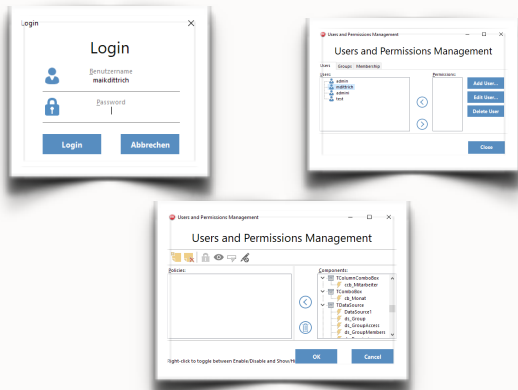 Login
Login
Benutzername
maikdittrich
Password
Login
Abbrechen
Users and Permissions Management
Users and Permissions Management
Users Groups Membership
Users:
Permissions:
admin
mdittrich
admini
test
Add User...
Edit User...
Delete User
Close
Users and Permissions Management
Users and Permissions Management
Policies:
Components:
TColumnComboBox
ccb_Mitarbeiter
TComboBox
cb_Monat
TDataSource
DataSource1
ds_Group
ds_GroupAccess
ds_GroupMembers
Right-click to toggle between Enable/Disable and Show/Hi
OK
Cancel